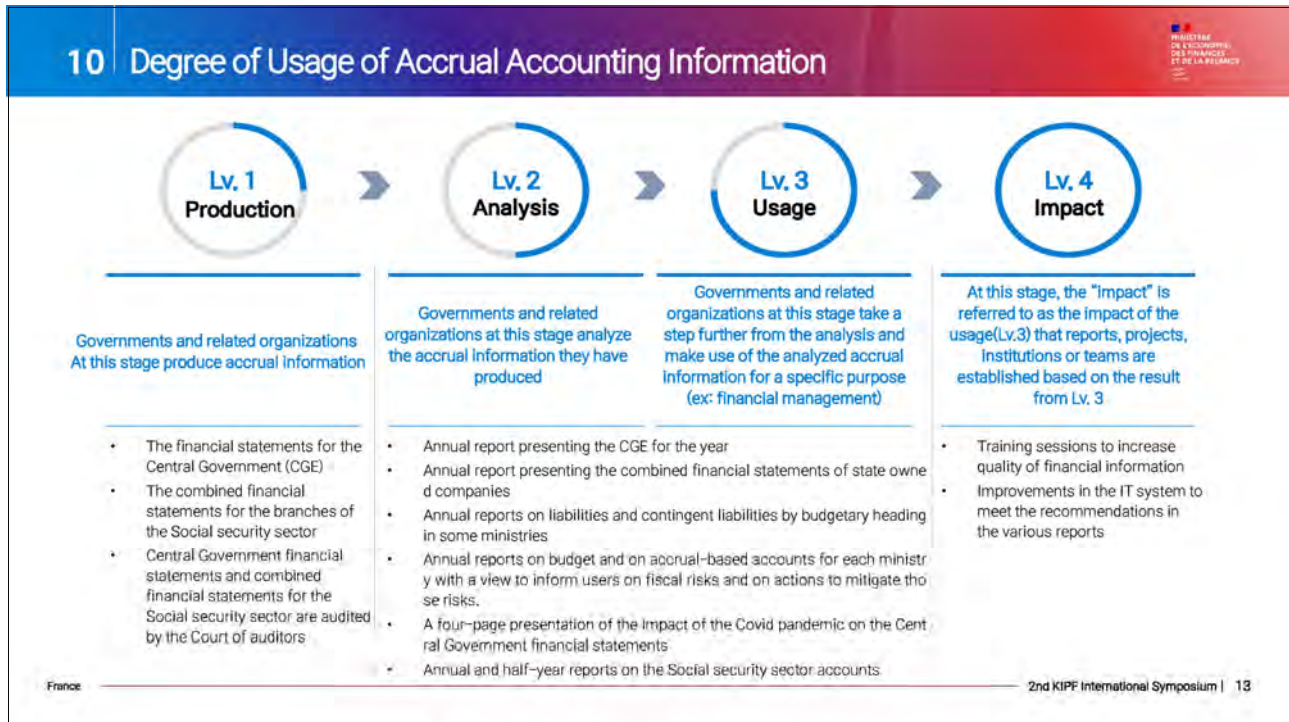 10 Degree of Usage of Accrual Accounting Information
MINISTÈRE
DE L'ÉCONOMIE
DES FINANCES
ET DE LA RELANCE
Lv. 1
Production
Lv. 2
Analysis
Lv. 3
Usage
Lv. 4
Impact
Governments and related organizations
At this stage produce accrual information
Governments and related
organizations at this stage analyze
the accrual information they have
produced
Governments and related
organizations at this stage take a
step further from the analysis and
make use of the analyzed accrual
information for a specific purpose
(ex: financial management)
At this stage, the "Impact" is
referred to as the impact of the
usage(Lv.3) that reports, projects,
institutions or teams are
established based on the result
from Lv. 3
• The financial statements for the
Central Government (CGE)
• The combined financial
statements for the branches of
the Social security sector
• Central Government financial
statements and combined
financial statements for the
Social security sector are audited
by the Court of auditors
• Annual report presenting the CGE for the year
• Annual report presenting the combined financial statements of state owne
d companies
• Annual reports on liabilities and contingent liabilities by budgetary heading
in some ministries
• Annual reports on budget and on accrual-based accounts for each ministr
y with a view to inform users on fiscal risks and on actions to mitigate tho
se risks.
• A four-page presentation of the impact of the Covid pandemic on the Cent
ral Government financial statements
• Annual and half-year reports on the Social security sector accounts
• Training sessions to increase
quality of financial information
• Improvements in the IT system to
meet the recommendations in
the various reports
France
2nd KIPF International Symposium | 13